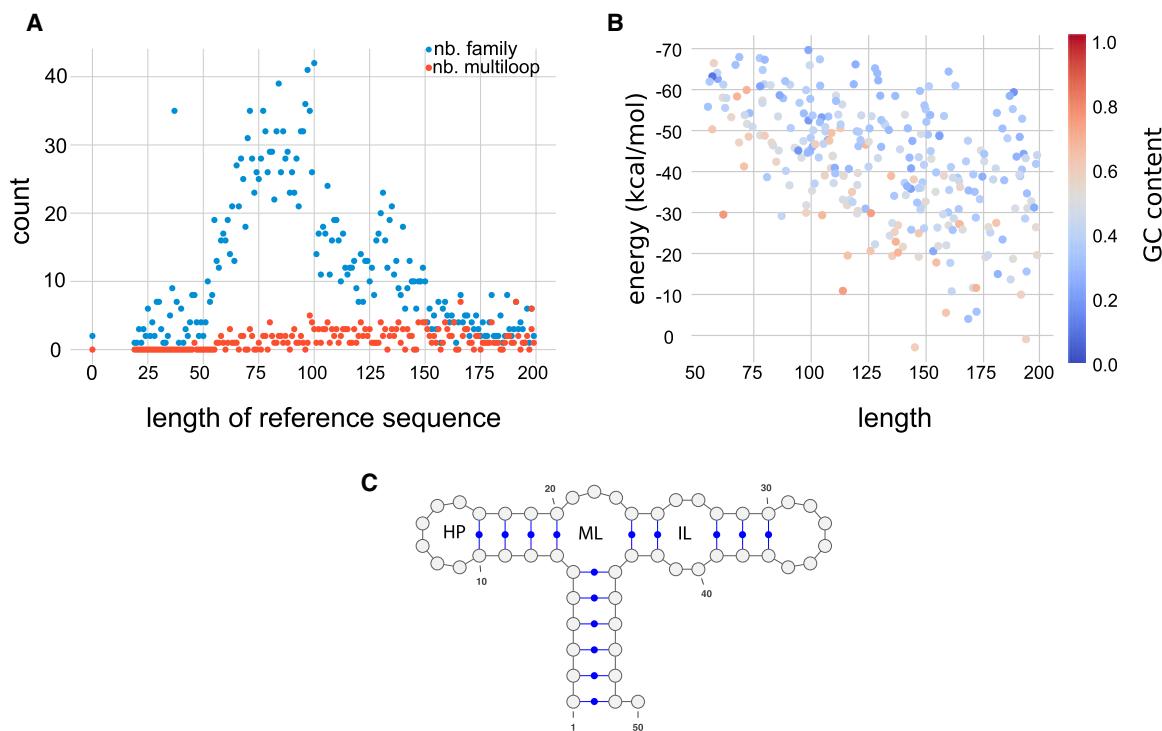 A
nb. family
nb. multiloop
count
40
30
20
10
0
0 25 50 75 100 125 150 175 200
length of reference sequence
B
energy (kcal/mol)
-70
-60
-50
-40
-30
-20
-10
0
50 75 100 125 150 175 200
length
1.0
0.8
0.6
0.4
0.2
0.0
GC content
C
20
30
HP ML IL
10
40
1 50